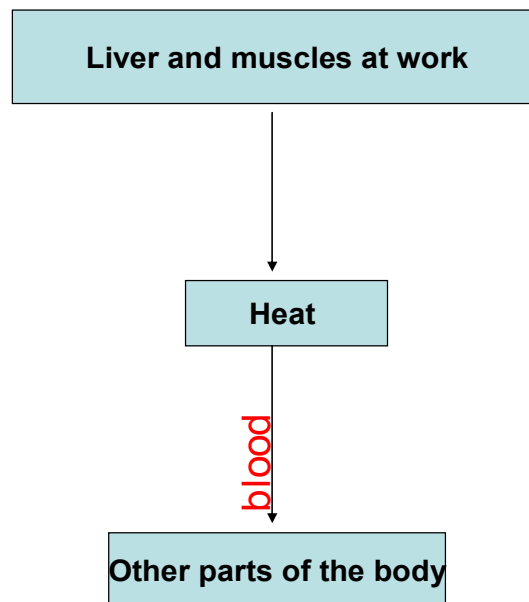 Liver and muscles at work
Heat
blood
Other parts of the body